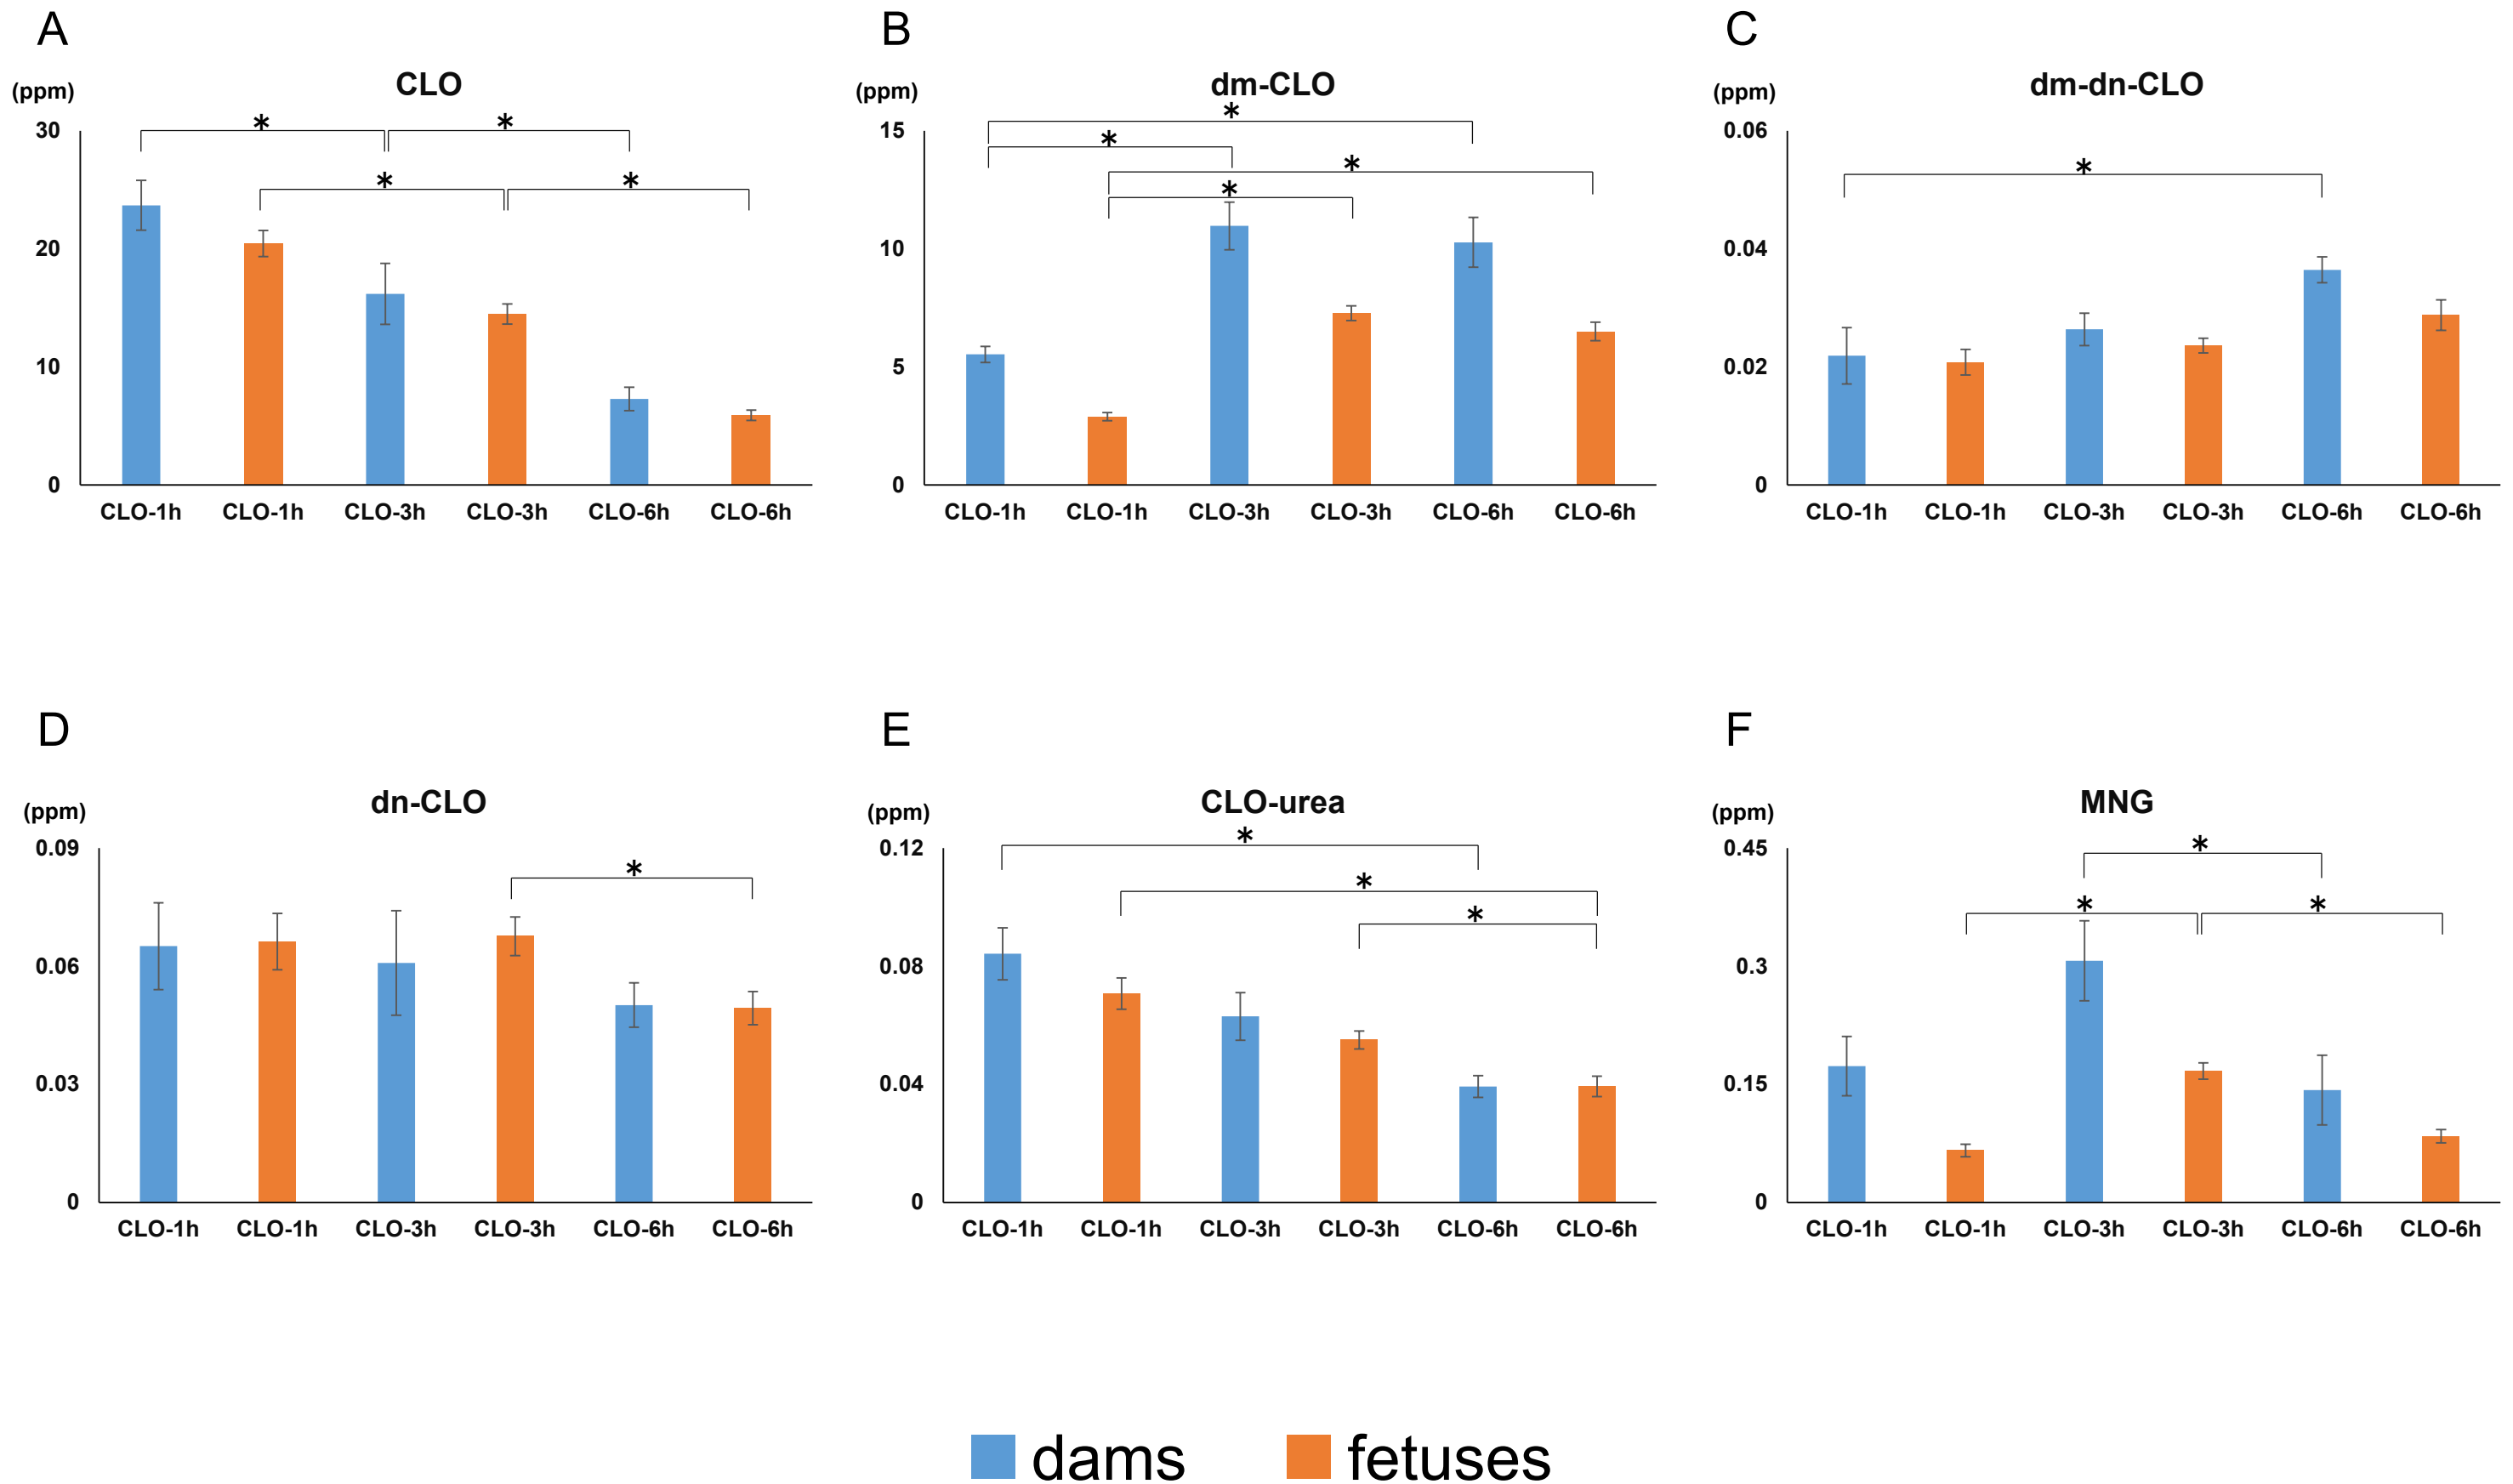 A
B
C
CLO
dm-CLO
dm-dn-CLO
(ppm)
(ppm)
(ppm)
30
20
10
0
* * * *
CLO-1h CLO-1h CLO-3h CLO-3h CLO-6h CLO-6h
15
10
5
0
* * * *
CLO-1h CLO-1h CLO-3h CLO-3h CLO-6h CLO-6h
0.06
0.04
0.02
0
*
CLO-1h CLO-1h CLO-3h CLO-3h CLO-6h CLO-6h
D
E
F
dn-CLO
CLO-urea
MNG
(ppm)
(ppm)
(ppm)
0.09
0.06
0.03
0
*
CLO-1h CLO-1h CLO-3h CLO-3h CLO-6h CLO-6h
0.12
0.08
0.04
0
* * *
CLO-1h CLO-1h CLO-3h CLO-3h CLO-6h CLO-6h
0.45
0.3
0.15
0
* * *
CLO-1h CLO-1h CLO-3h CLO-3h CLO-6h CLO-6h
dams fetuses